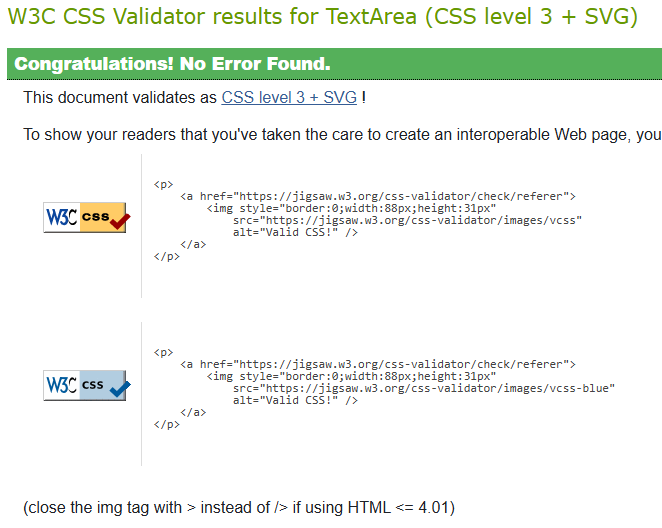 W3C CSS Validator results for TextArea (CSS level 3 + SVG)
Congratulations! No Error Found.
This document validates as CSS level 3 + SVG !
To show your readers that you've taken the care to create an interoperable Web page, you
W3C css
<p>
<a href="https://jigsaw.w3.org/css-validator/check/referer">
<img style="border:0;width:88px;height:31px"
src="https://jigsaw.w3.org/css-validator/images/vcss"
alt="Valid CSS!" />
</a>
</p>
W3C css
<p>
<a href="https://jigsaw.w3.org/css-validator/check/referer">
<img style="border:0;width:88px;height:31px"
src="https://jigsaw.w3.org/css-validator/images/vcss-blue"
alt="Valid CSS!" />
</a>
</p>
(close the img tag with > instead of /> if using HTML <= 4.01)